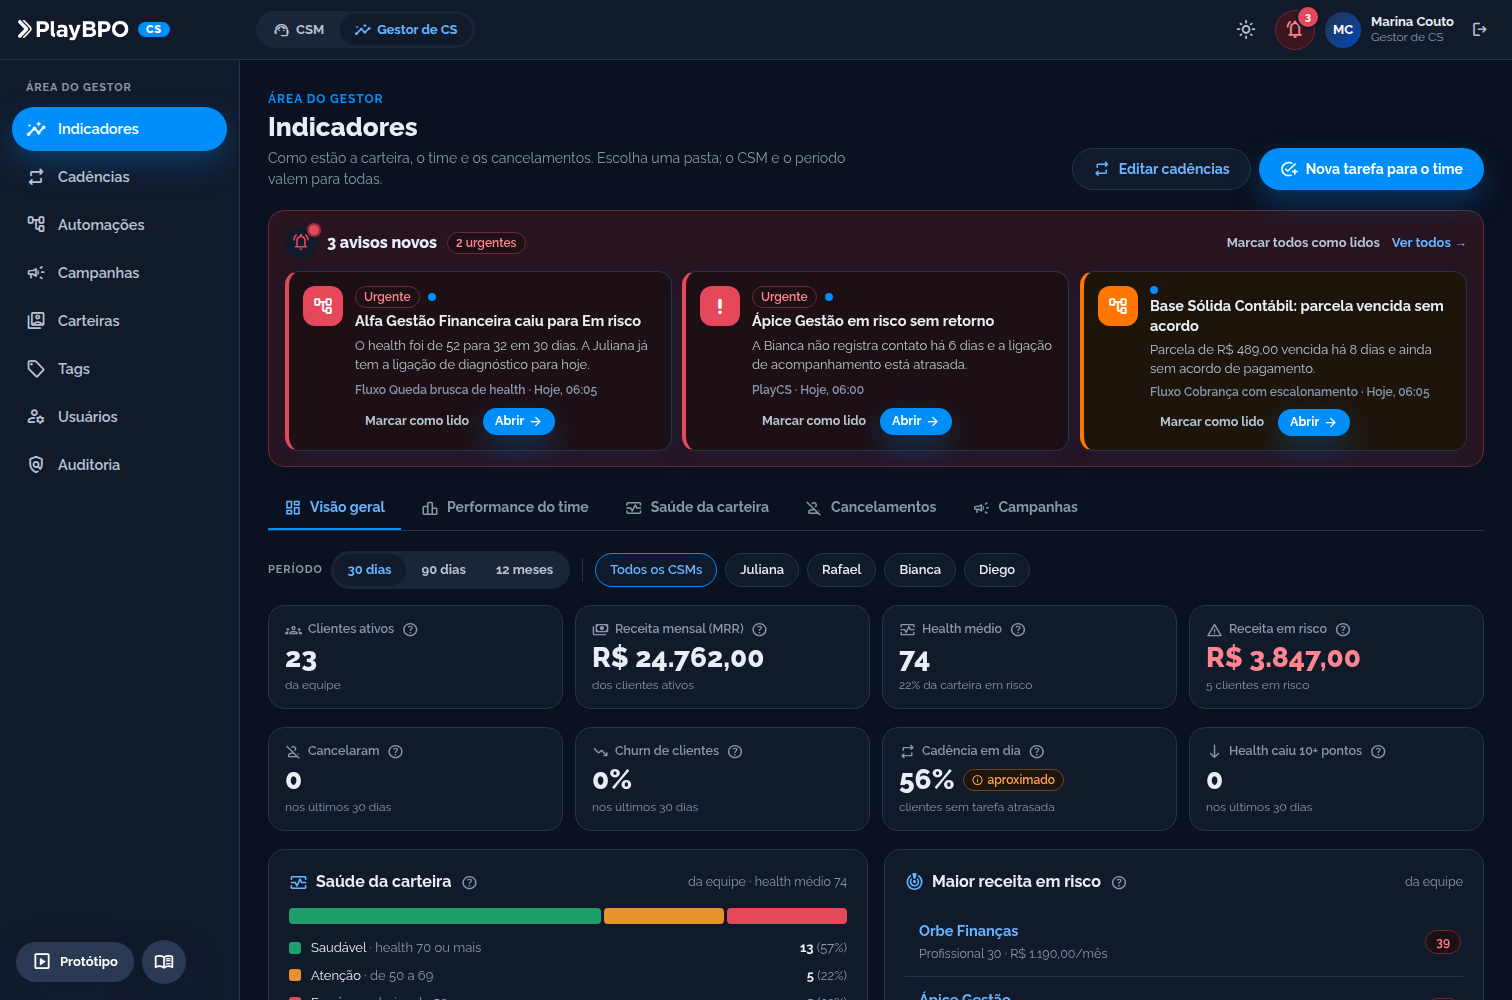 PlayBPO CS
CSM
Gestor de CS
3
MC
Marina Couto
Gestor de CS
ÁREA DO GESTOR
Indicadores
Cadências
Automações
Campanhas
Carteiras
Tags
Usuários
Auditoria
Protótipo
ÁREA DO GESTOR
Indicadores
Como estão a carteira, o time e os cancelamentos. Escolha uma pasta; o CSM e o período
valem para todas.
Editar cadências
Nova tarefa para o time
3 avisos novos
2 urgentes
Marcar todos como lidos
Ver todos →
Urgente
Alfa Gestão Financeira caiu para Em risco
O health foi de 52 para 32 em 30 dias. A Juliana já
tem a ligação de diagnóstico para hoje.
Fluxo Queda brusca de health · Hoje, 06:05
Marcar como lido
Abrir →
Urgente
Ápice Gestão em risco sem retorno
A Bianca não registra contato há 6 dias e a ligação
de acompanhamento está atrasada.
PlayCS · Hoje, 06:00
Marcar como lido
Abrir →
Base Sólida Contábil: parcela vencida sem
acordo
Parcela de R$ 489,00 vencida há 8 dias e ainda
sem acordo de pagamento.
Fluxo Cobrança com escalonamento · Hoje, 06:05
Marcar como lido
Abrir →
Visão geral
Performance do time
Saúde da carteira
Cancelamentos
Campanhas
PERÍODO
30 dias
90 dias
12 meses
Todos os CSMs
Juliana
Rafael
Bianca
Diego
Clientes ativos
23
da equipe
Receita mensal (MRR)
R$ 24.762,00
dos clientes ativos
Health médio
74
22% da carteira em risco
Receita em risco
R$ 3.847,00
5 clientes em risco
Cancelaram
0
nos últimos 30 dias
Churn de clientes
0%
nos últimos 30 dias
Cadência em dia
56%
aproximado
clientes sem tarefa atrasada
Health caiu 10+ pontos
0
nos últimos 30 dias
Saúde da carteira
da equipe · health médio 74
Saudável · health 70 ou mais
13 (57%)
Atenção · de 50 a 69
5 (22%)
Maior receita em risco
da equipe
Orbe Finanças
Profissional 30 · R$ 1.190,00/mês
39
Ápice Gestão